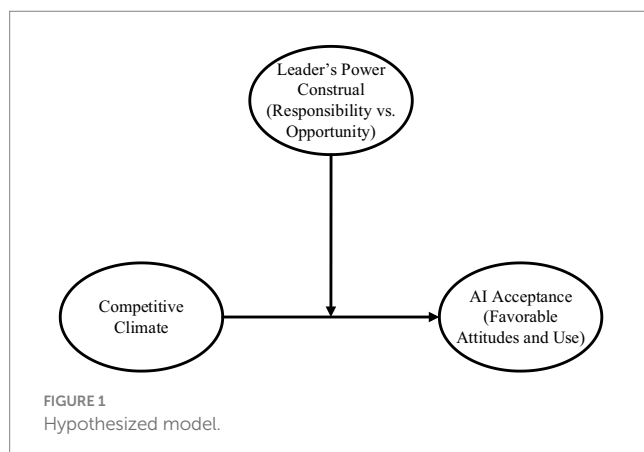 Leader's Power
Construal
(Responsibility vs.
Opportunity)
Competitive
Climate
AI Acceptance
(Favorable
Attitudes and Use)
FIGURE 1
Hypothesized model.